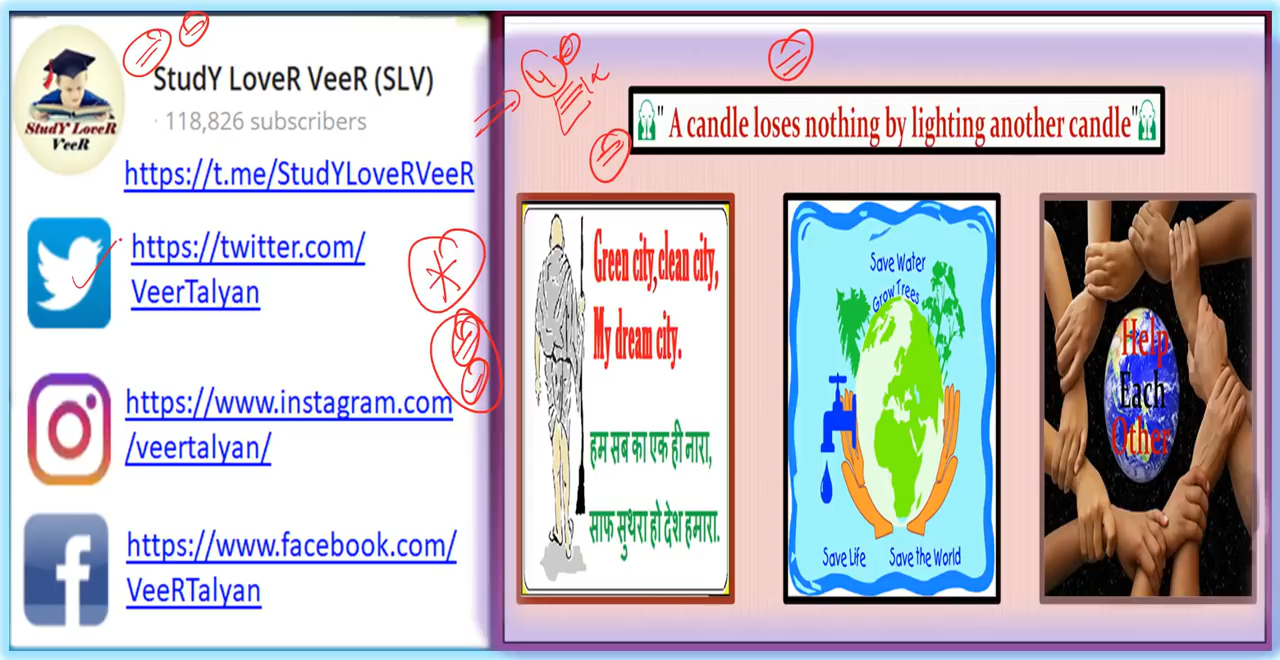 StudY LoveR VeeR (SLV)
· 118,826 subscribers
StudY LoveR
VeeR
https://t.me/StudYLoveRVeeR
https://twitter.com/
VeerTalyan
https://www.instagram.com
/veertalyan/
https://www.facebook.com/
VeeRTalyan
" A candle loses nothing by lighting another candle"
Green city,clean city,
My dream city.
हम सब का एक ही नारा,
साफ सुथरा हो देश हमारा.
Save Water
Grow Trees
Save Life Save the World
Help
Each
Other